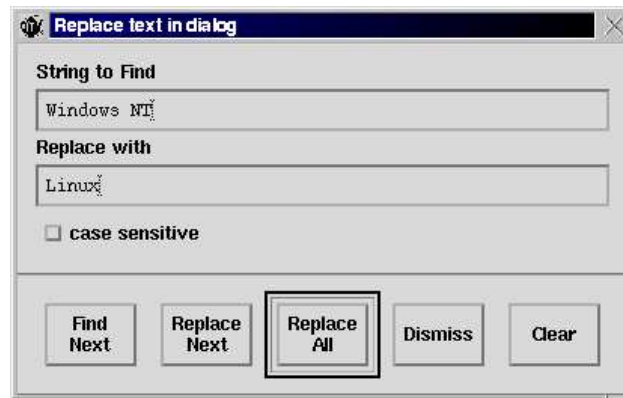 Replace text in dialog
String to Find
Windows NT
Replace with
Linux
case sensitive
Find Next
Replace Next
Replace All
Dismiss
Clear